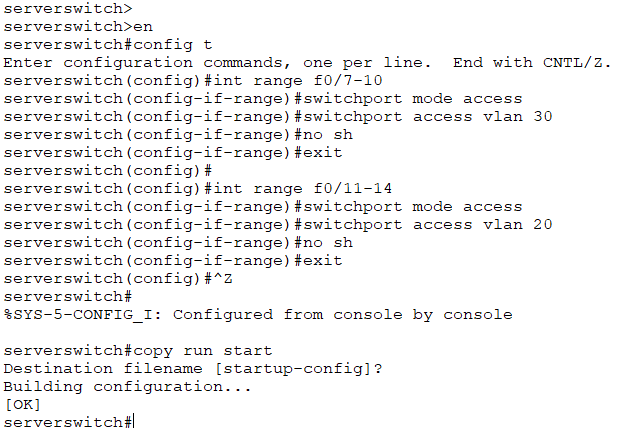 serverswitch>
serverswitch>en
serverswitch#config t
Enter configuration commands, one per line.  End with CNTL/Z.
serverswitch(config)#int range f0/7-10
serverswitch(config-if-range)#switchport mode access
serverswitch(config-if-range)#switchport access vlan 30
serverswitch(config-if-range)#no sh
serverswitch(config-if-range)#exit
serverswitch(config)#
serverswitch(config)#int range f0/11-14
serverswitch(config-if-range)#switchport mode access
serverswitch(config-if-range)#switchport access vlan 20
serverswitch(config-if-range)#no sh
serverswitch(config-if-range)#exit
serverswitch(config)#^Z
serverswitch#
%SYS-5-CONFIG_I: Configured from console by console
serverswitch#copy run start
Destination filename [startup-config]?
Building configuration...
[OK]
serverswitch#